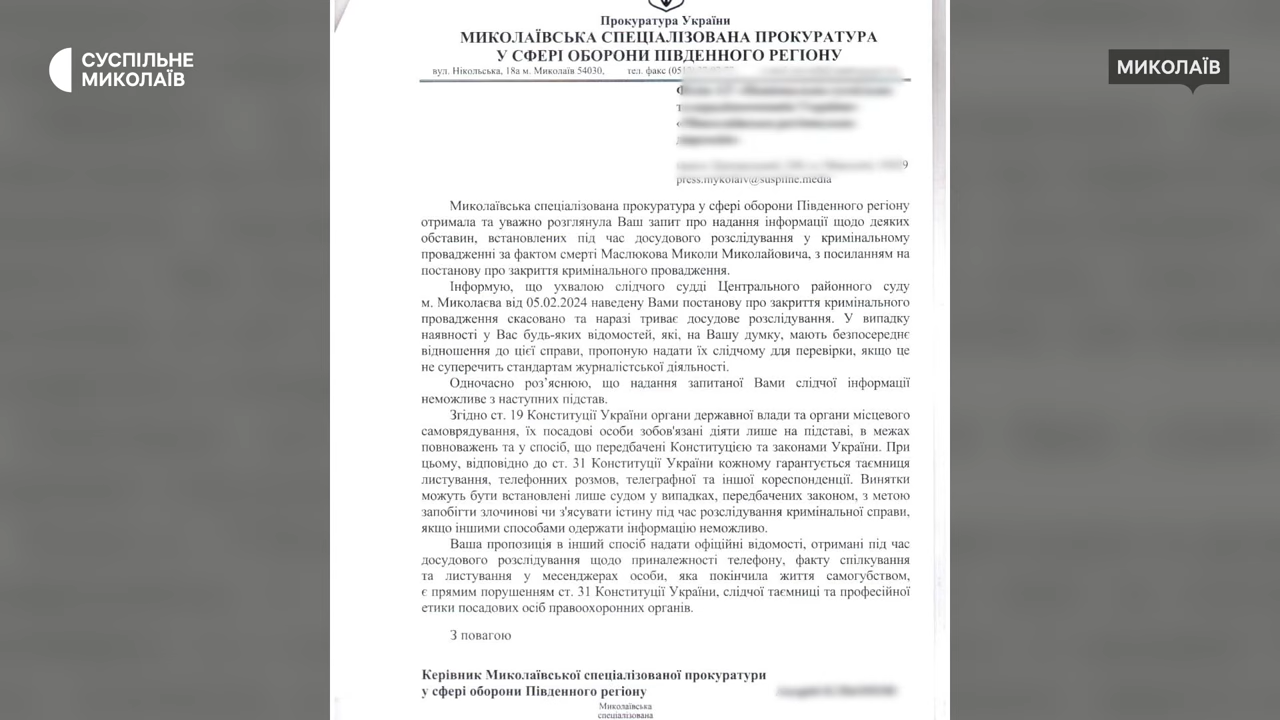 СУСПІЛЬНЕ
МИКОЛАЇВ
МИКОЛАЇВ
Прокуратура України
МИКОЛАЇВСЬКА СПЕЦІАЛІЗОВАНА ПРОКУРАТУРА
У СФЕРІ ОБОРОНИ ПІВДЕННОГО РЕГІОНУ
вул. Нікольська, 18а м. Миколаїв 54030, тел. факс
press.mykolaiv@suspilne.media
Миколаївська спеціалізована прокуратура у сфері оборони Південного регіону
отримала та уважно розглянула Ваш запит про надання інформації щодо деяких
обставин, встановлених під час досудового розслідування у кримінальному
провадженні за фактом смерті Маслюкова Миколи Миколайовича, з посиланням на
постанову про закриття кримінального провадження.
Інформую, що ухвалою слідчого судді Центрального районного суду
м. Миколаєва від 05.02.2024 наведену Вами постанову про закриття кримінального
провадження скасовано та наразі триває досудове розслідування. У випадку
наявності у Вас будь-яких відомостей, які, на Вашу думку, мають безпосереднє
відношення до цієї справи, пропоную надати їх слідчому для перевірки, якщо це
не суперечить стандартам журналістської діяльності.
Одночасно роз’яснюю, що надання запитаної Вами слідчої інформації
неможливе з наступних підстав.
Згідно ст. 19 Конституції України органи державної влади та органи місцевого
самоврядування, їх посадові особи зобов'язані діяти лише на підставі, в межах
повноважень та у спосіб, що передбачені Конституцією та законами України. При
цьому, відповідно до ст. 31 Конституції України кожному гарантується таємниця
листування, телефонних розмов, телеграфної та іншої кореспонденції. Винятки
можуть бути встановлені лише судом у випадках, передбачених законом, з метою
запобігти злочинові чи з'ясувати істину під час розслідування кримінальної справи,
якщо іншими способами одержати інформацію неможливо.
Ваша пропозиція в інший спосіб надати офіційні відомості, отримані під час
досудового розслідування щодо приналежності телефону, факту спілкування
та листування у месенджерах особи, яка покінчила життя самогубством,
є прямим порушенням ст. 31 Конституції України, слідчої таємниці та професійної
етики посадових осіб правоохоронних органів.
З повагою
Керівник Миколаївської спеціалізованої прокуратури
у сфері оборони Південного регіону
Миколаївська
спеціалізована